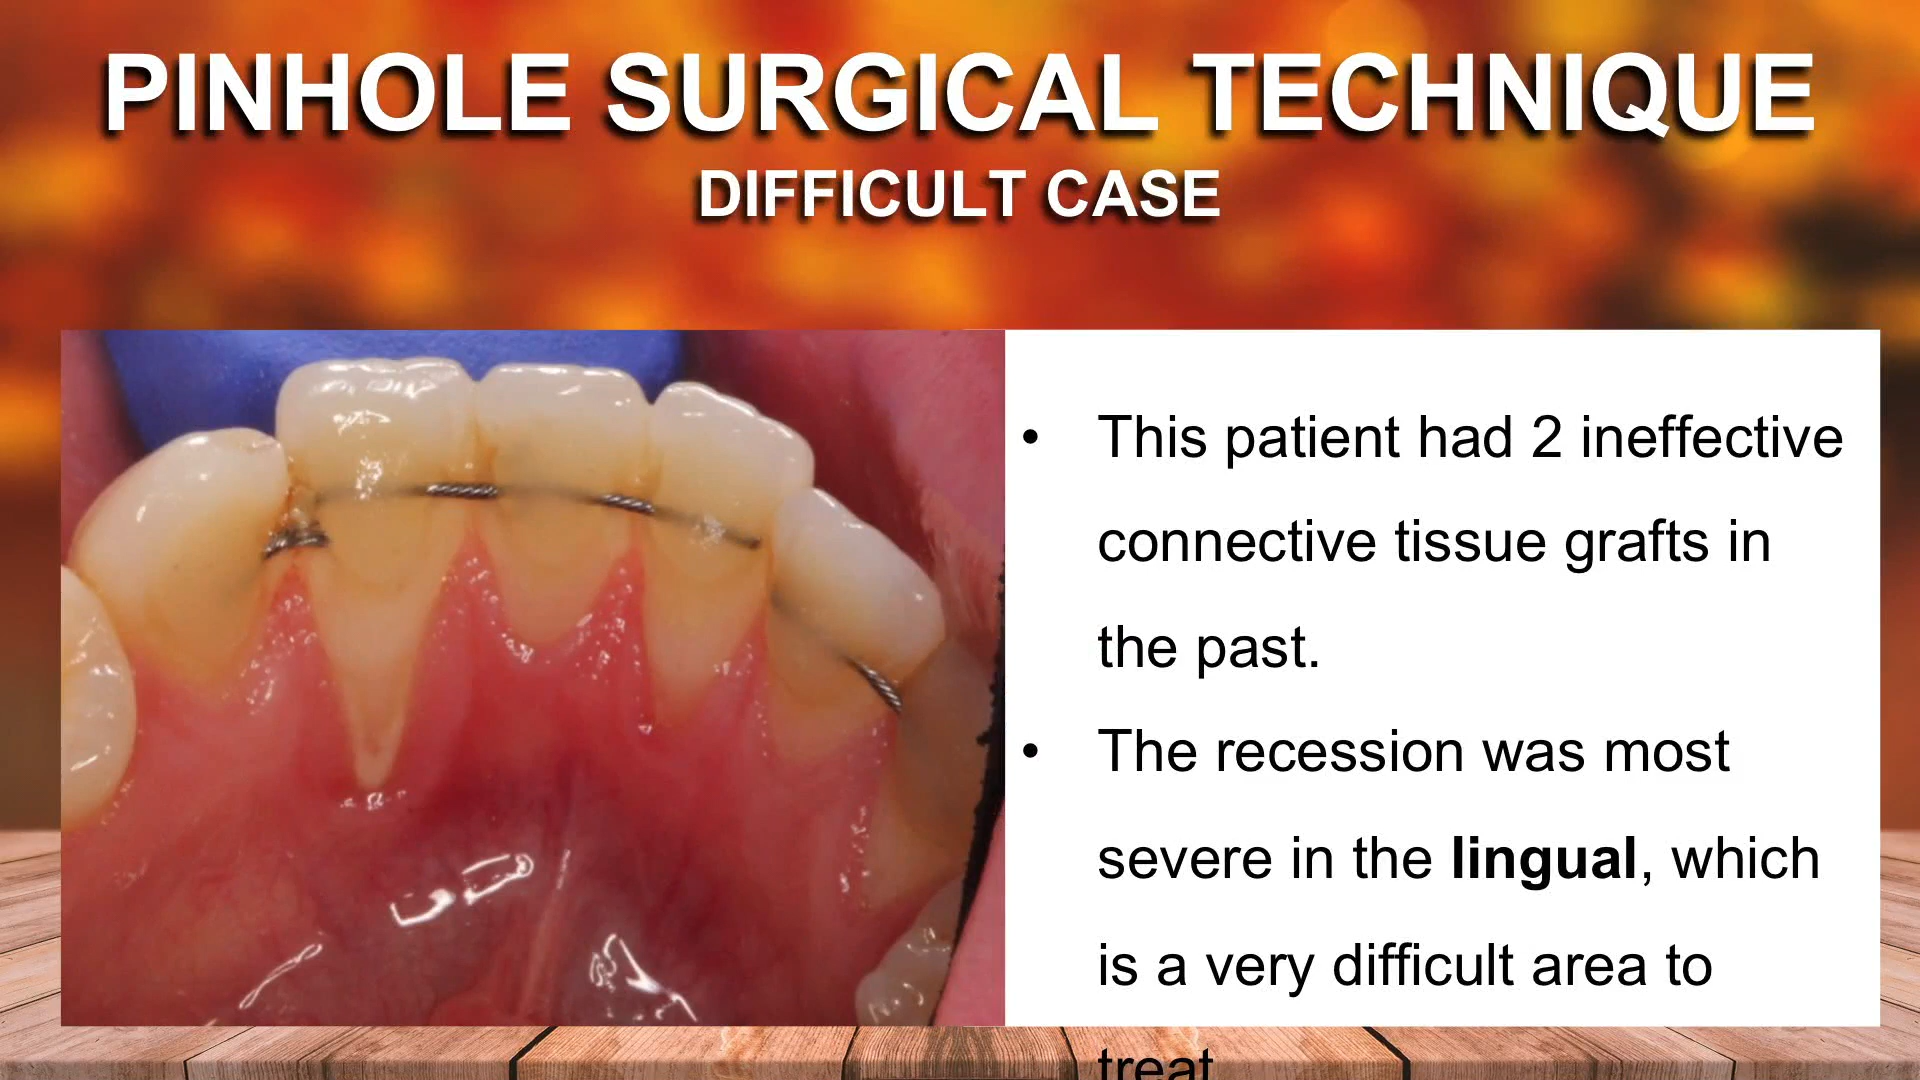 PINHOLE SURGICAL TECHNIQUE
DIFFICULT CASE
• This patient had 2 ineffective
connective tissue grafts in
the past.
• The recession was most
severe in the lingual, which
is a very difficult area to
treat